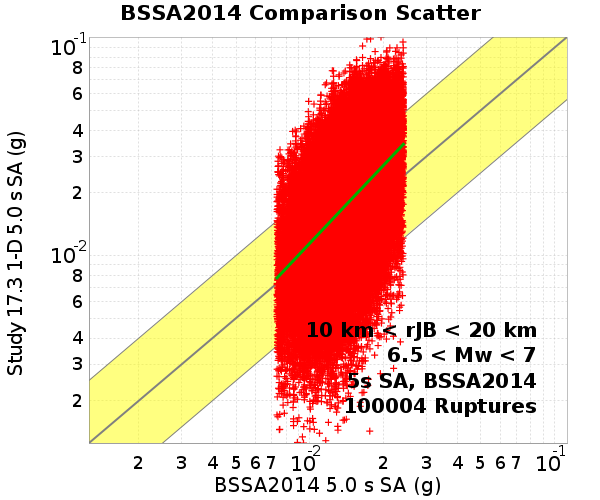 BSSA2014 Comparison Scatter
Study 17.3 1-D 5.0 s SA (g)
10-1
8
6
4
3
2
10-2
8
6
4
3
2
10 km < rJB < 20 km
6.5 < Mw < 7
5s SA, BSSA2014
100004 Ruptures
2 3 4 5 6 7 10-2 2 3 4 5 6 7 10-1
BSSA2014 5.0 s SA (g)